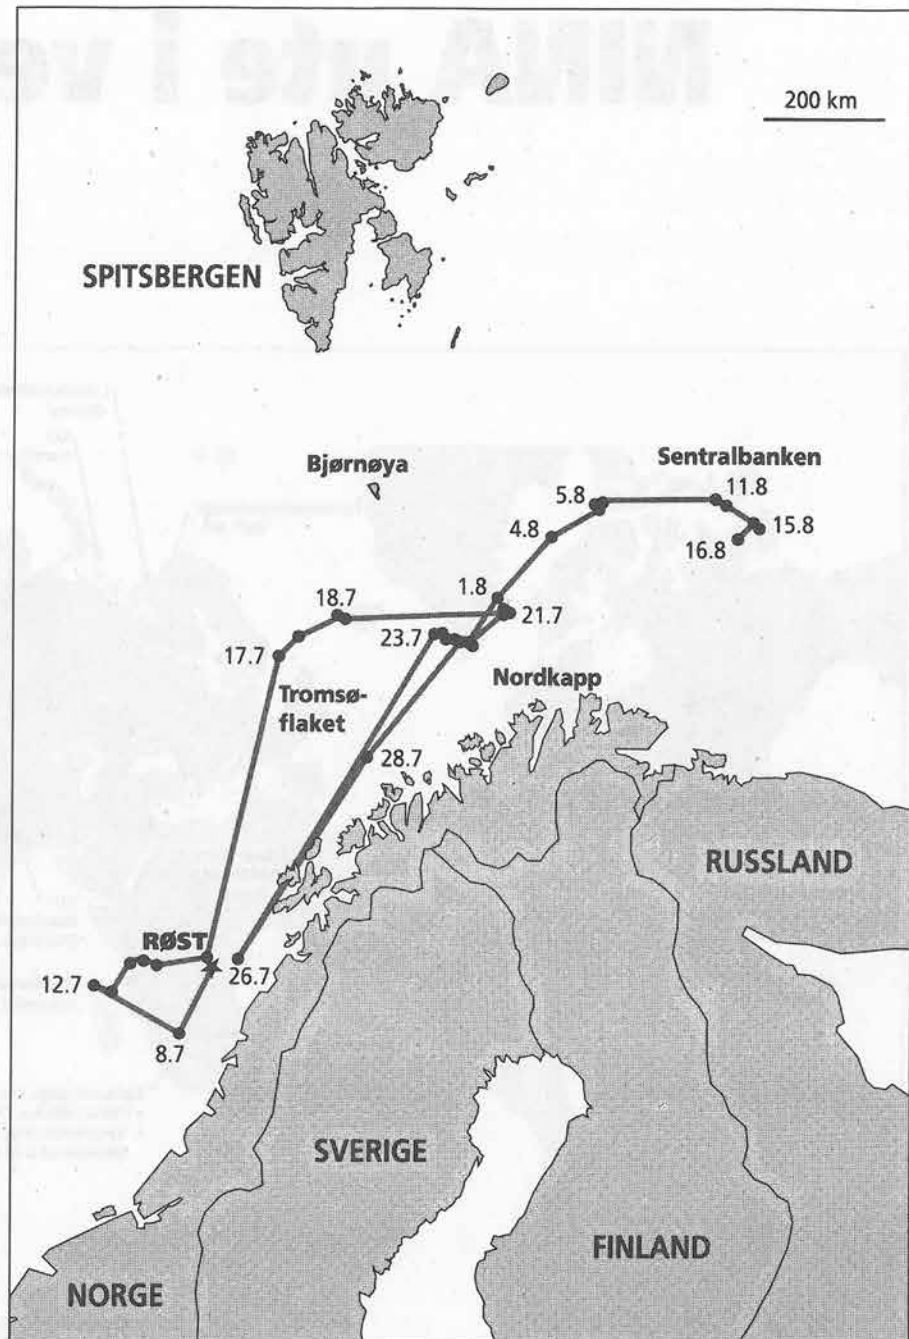 200 km
SPITSBERGEN
Bjørnøya
Sentralbanken
5.8
11.8
4.8
15.8
16.8
1.8
18.7
21.7
23.7
17.7
Nordkapp
Tromsø-
flaket
28.7
RUSSLAND
RØST
12.7
26.7
8.7
SVERIGE
FINLAND
NORGE